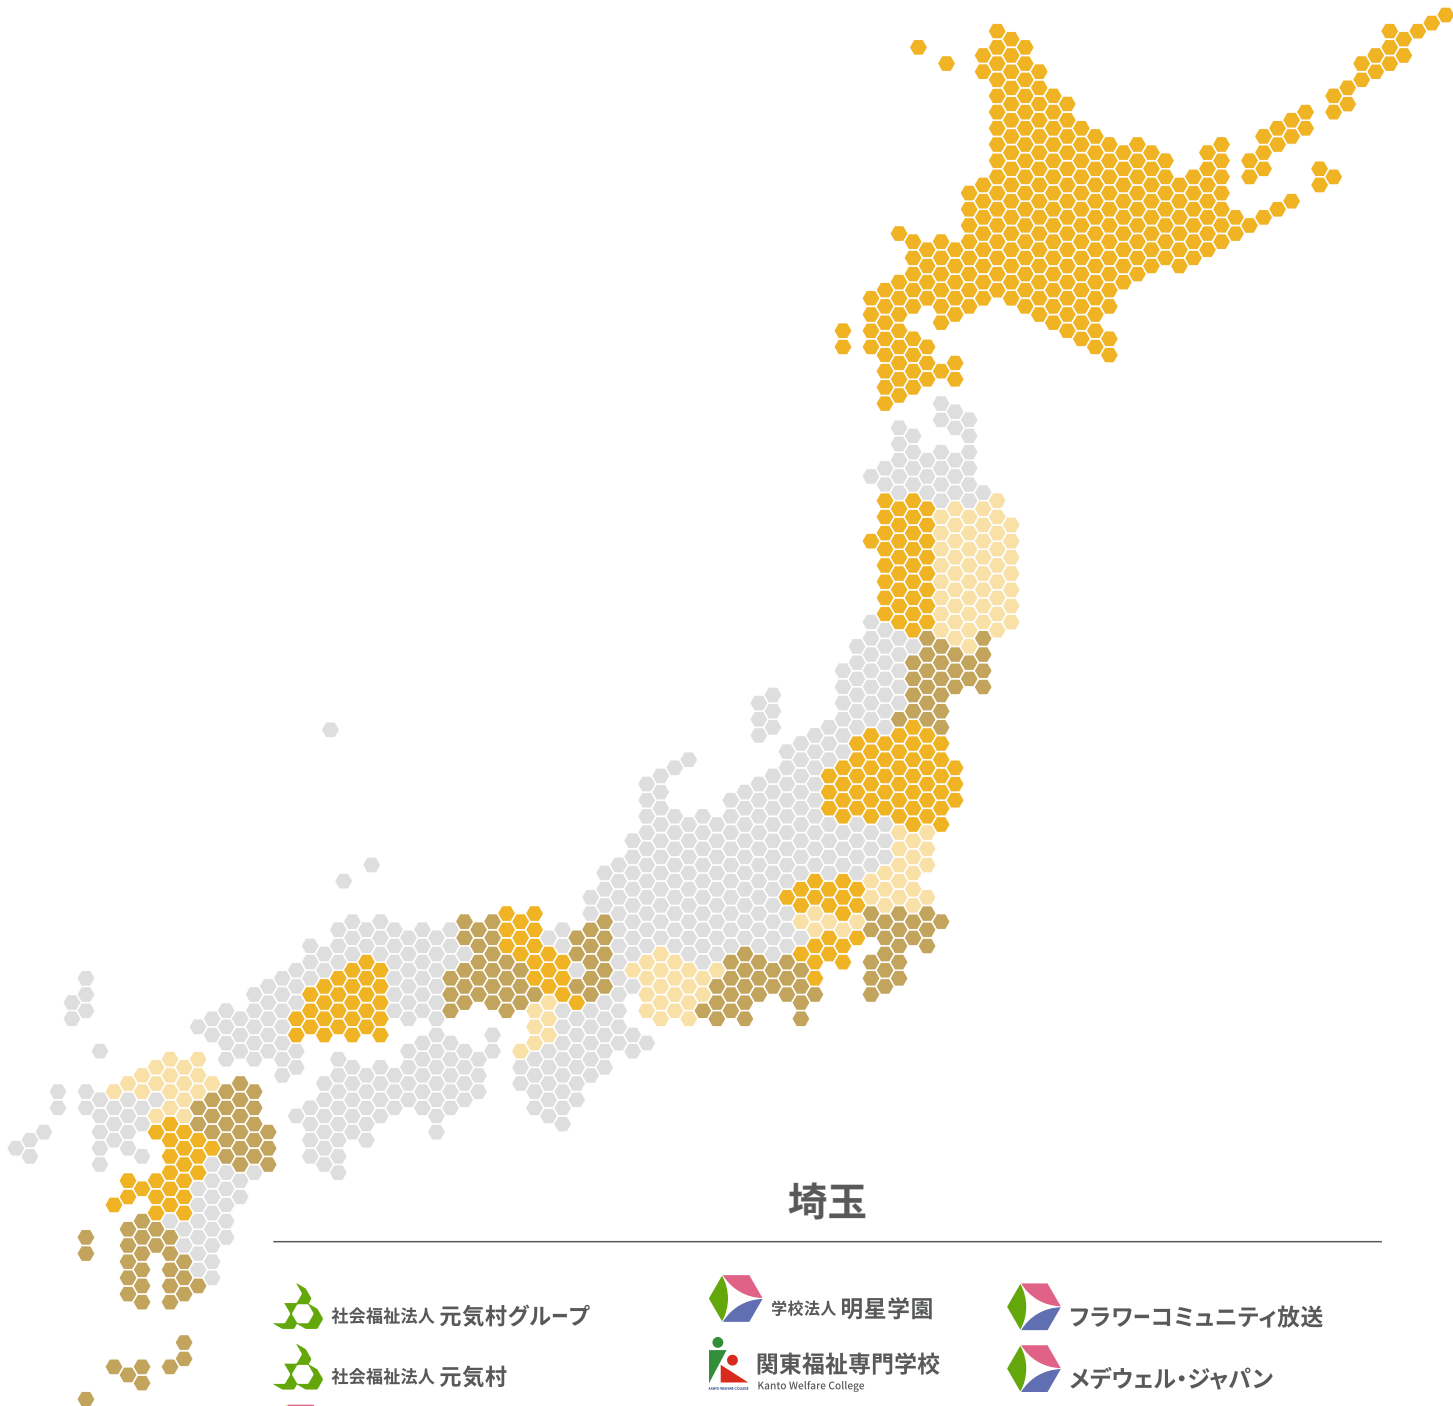 埼玉
社会福祉法人 元気村グループ
学校法人 明星学園
フラワーコミュニティ放送
社会福祉法人 元気村
関東福祉専門学校
Kanto Welfare College
KANTO WELFARE COLLEGE
メデウェル・ジャパン